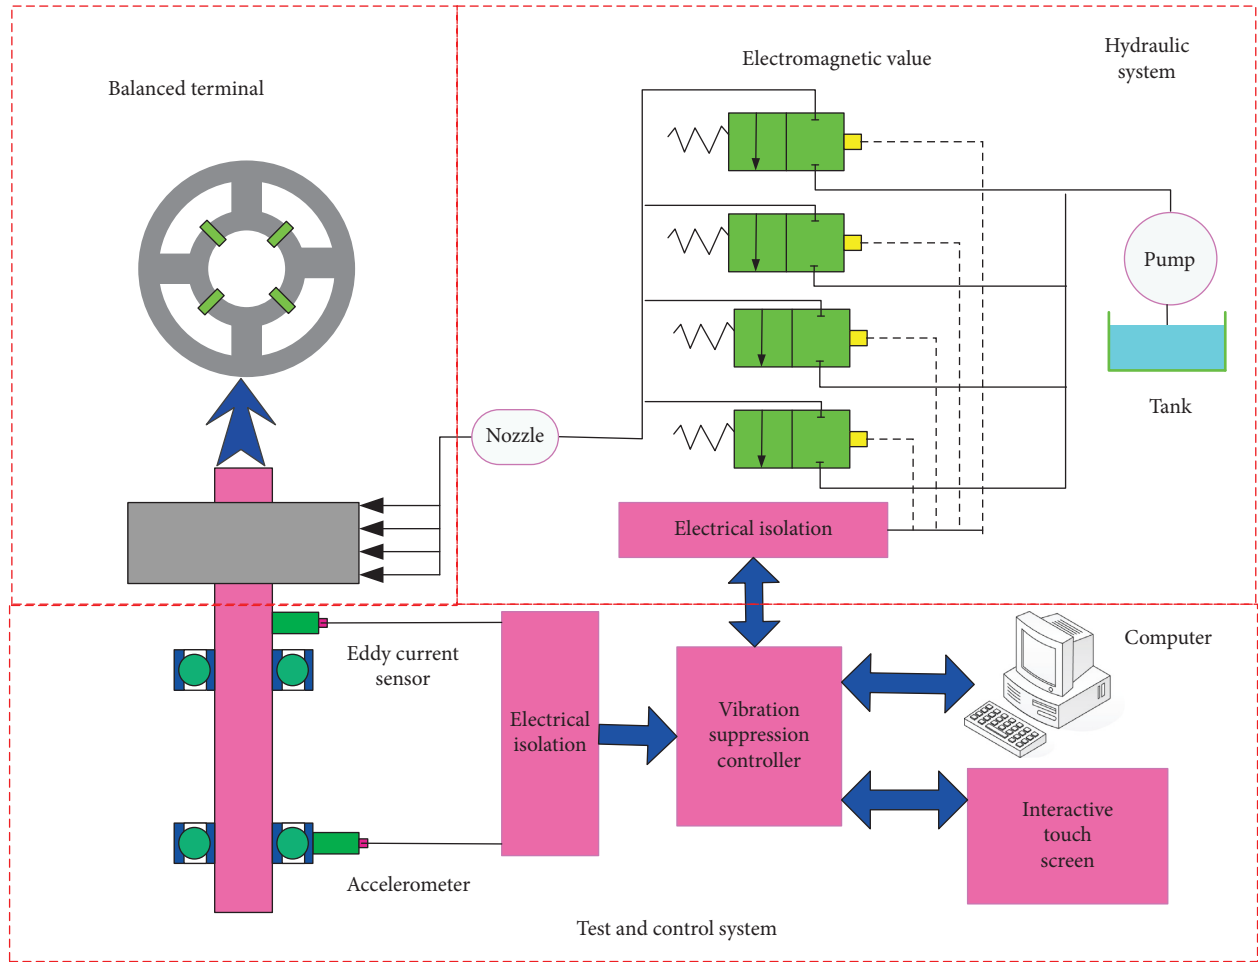 Balanced terminal
Electromagnetic value
Hydraulic
system
Pump
Tank
Nozzle
Electrical isolation
Eddy current
sensor
Electrical
isolation
Vibration
suppression
controller
Computer
Interactive
touch
screen
Accelerometer
Test and control system